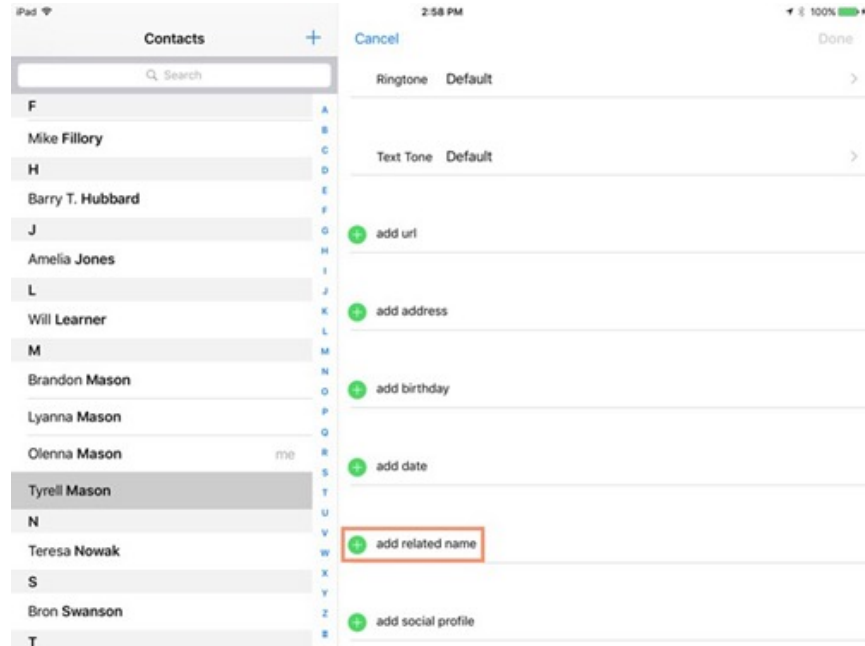 iPad
2:58 PM
100%
Contacts
+
Search
F
Mike Fillory
H
Barry T. Hubbard
J
Amelia Jones
L
Will Learner
M
Brandon Mason
Lyanna Mason
Olenna Mason me
Tyrell Mason
N
Teresa Nowak
S
Bron Swanson
T
A
B
C
D
E
F
G
H
I
J
K
L
M
N
O
P
Q
R
S
T
U
V
W
X
Y
Z
#
Cancel
Done
Ringtone Default
Text Tone Default
add url
add address
add birthday
add date
add related name
add social profile